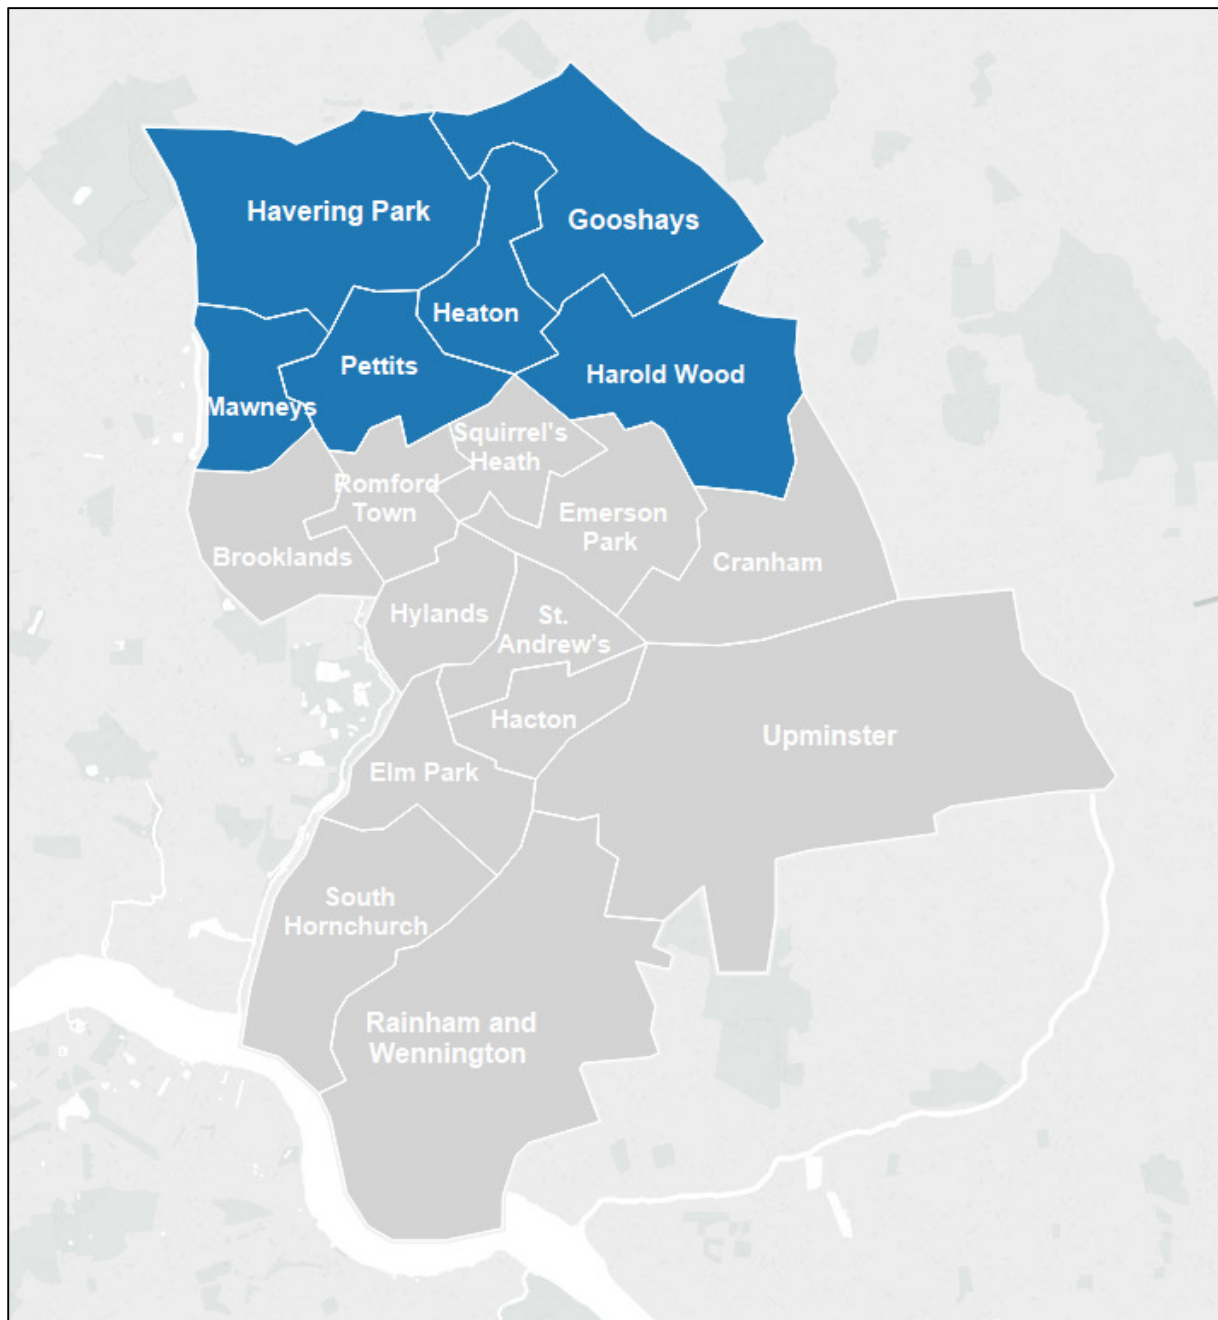 Havering Park
Gooshays
Heaton
Pettits
Harold Wood
Mawneys
Squirrel's
Heath
Romford
Town
Emerson
Park
Brooklands
Cranham
Hylands
St.
Andrew's
Hacton
Upminster
Elm Park
South
Hornchurch
Rainham and
Wennington